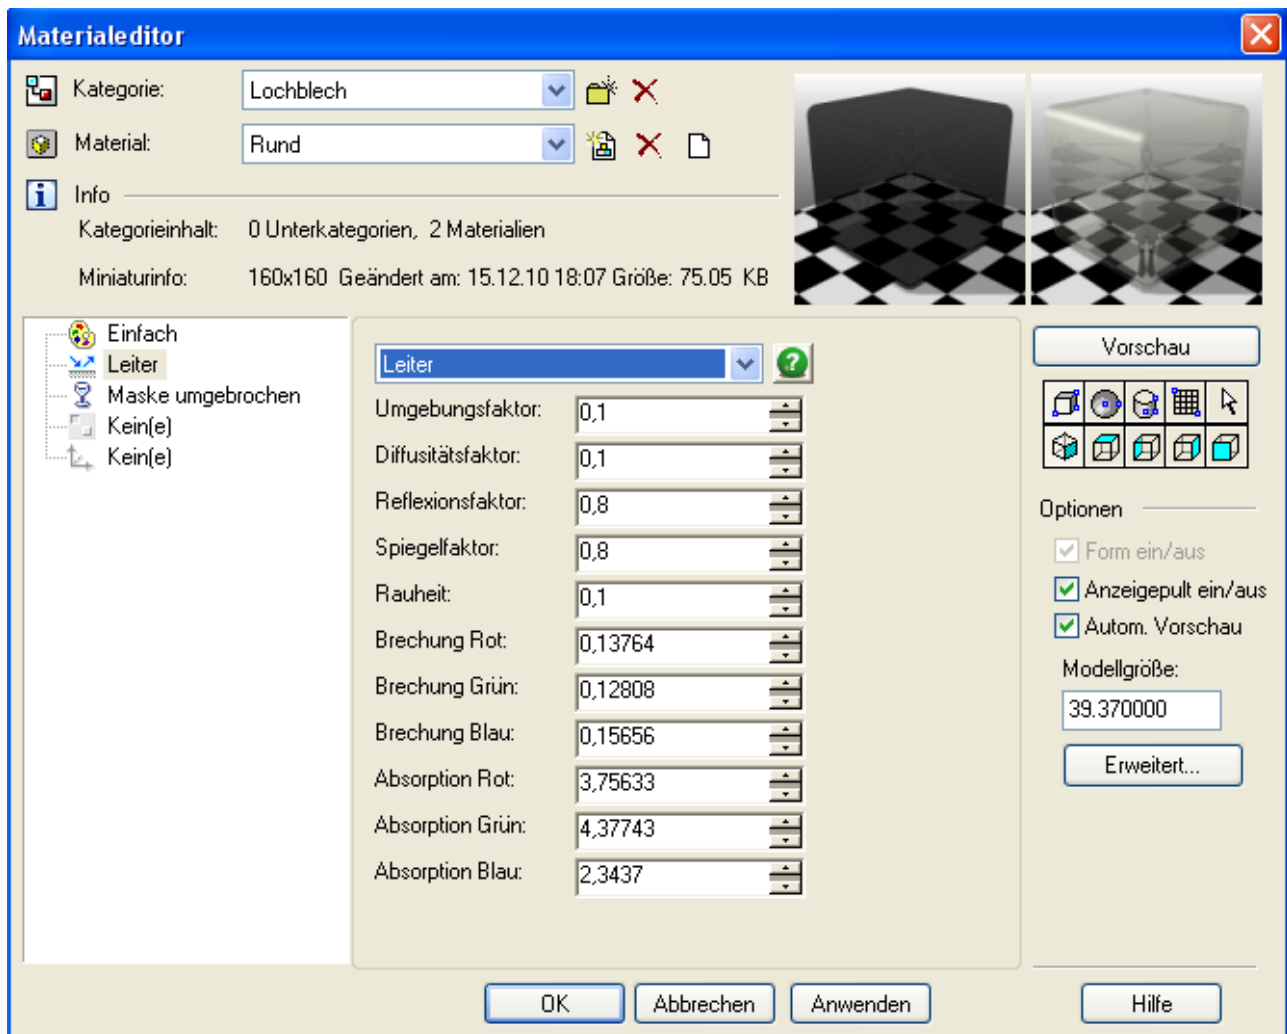 Materialeditor
Kategorie: Lochblech
Material: Rund
Info
Kategorieinhalt: 0 Unterkategorien, 2 Materialien
Miniaturinfo: 160x160 Geändert am: 15.12.10 18:07 Größe: 75.05 KB
Einfach
Leiter
Maske umgebrochen
Kein(e)
Kein(e)
Leiter
Umgebungsfaktor: 0,1
Diffusitätsfaktor: 0,1
Reflexionsfaktor: 0,8
Spiegelfaktor: 0,8
Rauheit: 0,1
Brechung Rot: 0,13764
Brechung Grün: 0,12808
Brechung Blau: 0,15656
Absorption Rot: 3,75633
Absorption Grün: 4,37743
Absorption Blau: 2,3437
Vorschau
Optionen
Form ein/aus
Anzeigepult ein/aus
Autom. Vorschau
Modellgröße:
39.370000
Erweitert...
OK Abbrechen Anwenden Hilfe